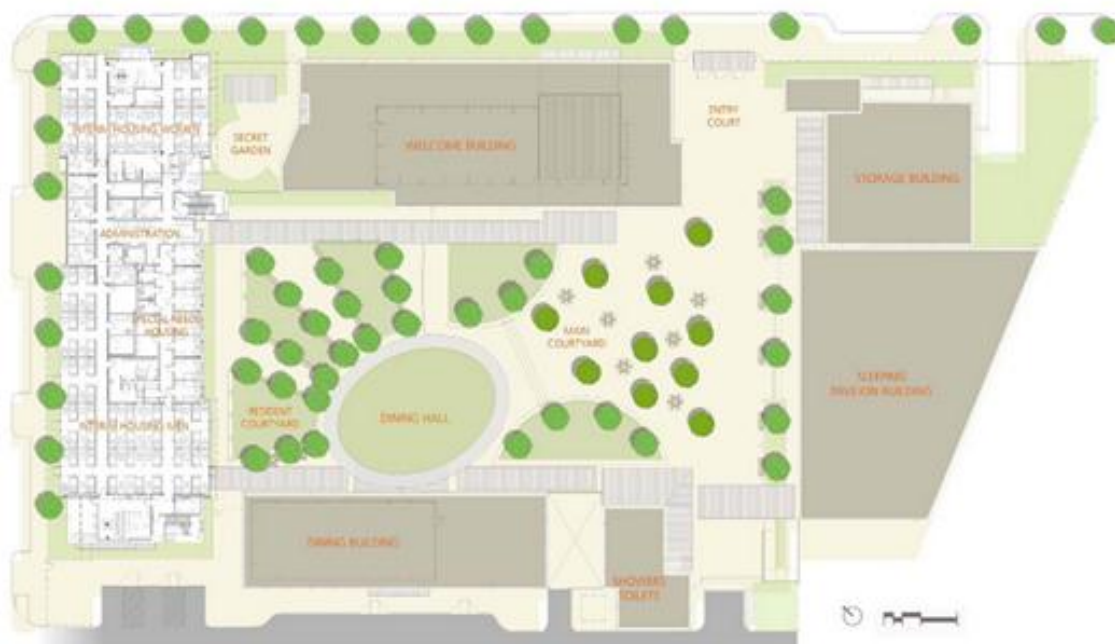 INTERIM HOUSING WOMEN
SECRET
GARDEN
WELCOME BUILDING
ENTRY
COURT
STORAGE BUILDING
ADMINISTRATION
SPECIAL NEEDS
HOUSING
MAIN
COURTYARD
RESIDENT
COURTYARD
DINING HALL
SLEEPING
PAVILION BUILDING
INTERIM HOUSING MEN
DINING BUILDING
SHOWERS
TOILETS